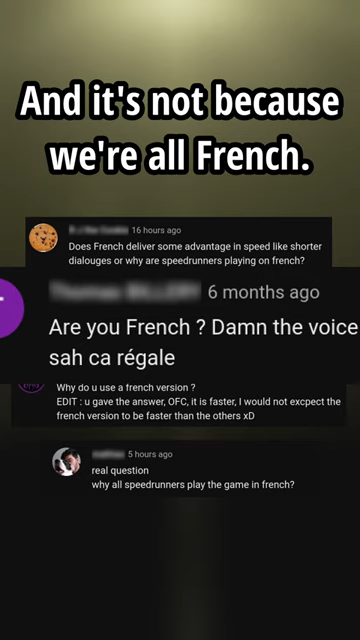 And it's not because
we're all French.
16 hours ago
Does French deliver some advantage in speed like shorter
dialouges or why are speedrunners playing on french?
6 months ago
Are you French ? Damn the voice
sah ca régale
Why do u use a french version ?
EDIT : u gave the answer, OFC, it is faster, I would not excpect the
french version to be faster than the others xD
5 hours ago
real question
why all speedrunners play the game in french?